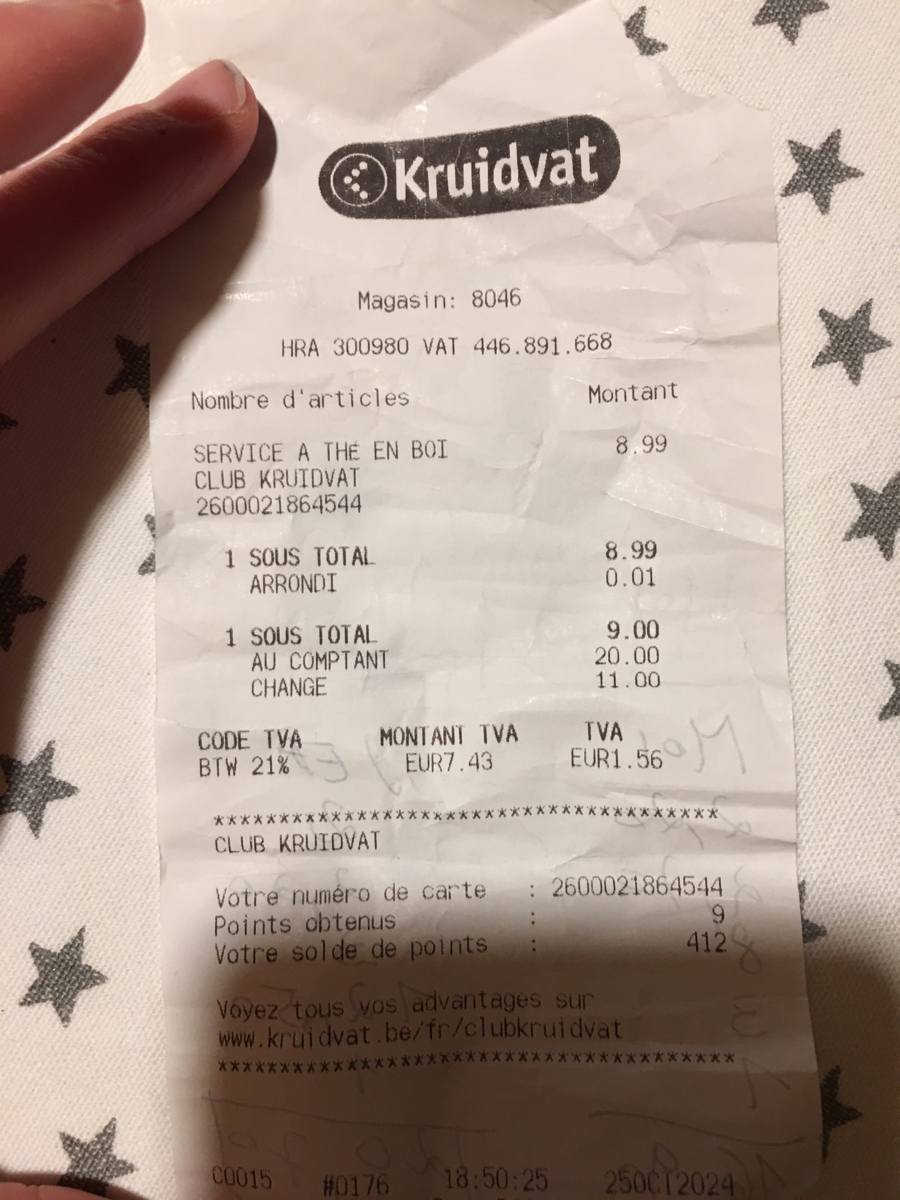 Kruidvat
Magasin: 8046
HRA 300980 VAT 446.891.668
Nombre d'articles Montant
SERVICE A THÉ EN BOI 8.99
CLUB KRUIDVAT
2600021864544
1 SOUS TOTAL 8.99
ARRONDI 0.01
1 SOUS TOTAL 9.00
AU COMPTANT 20.00
CHANGE 11.00
CODE TVA MONTANT TVA TVA
BTW 21% EUR7.43 EUR1.56
***************************************
CLUB KRUIDVAT
Votre numéro de carte : 2600021864544
Points obtenus : 9
Votre solde de points : 412
Voyez tous vos advantages sur
www.kruidvat.be/fr/clubkruidvat
***************************************
C0015 #0176 18:50:25 25OCT2024